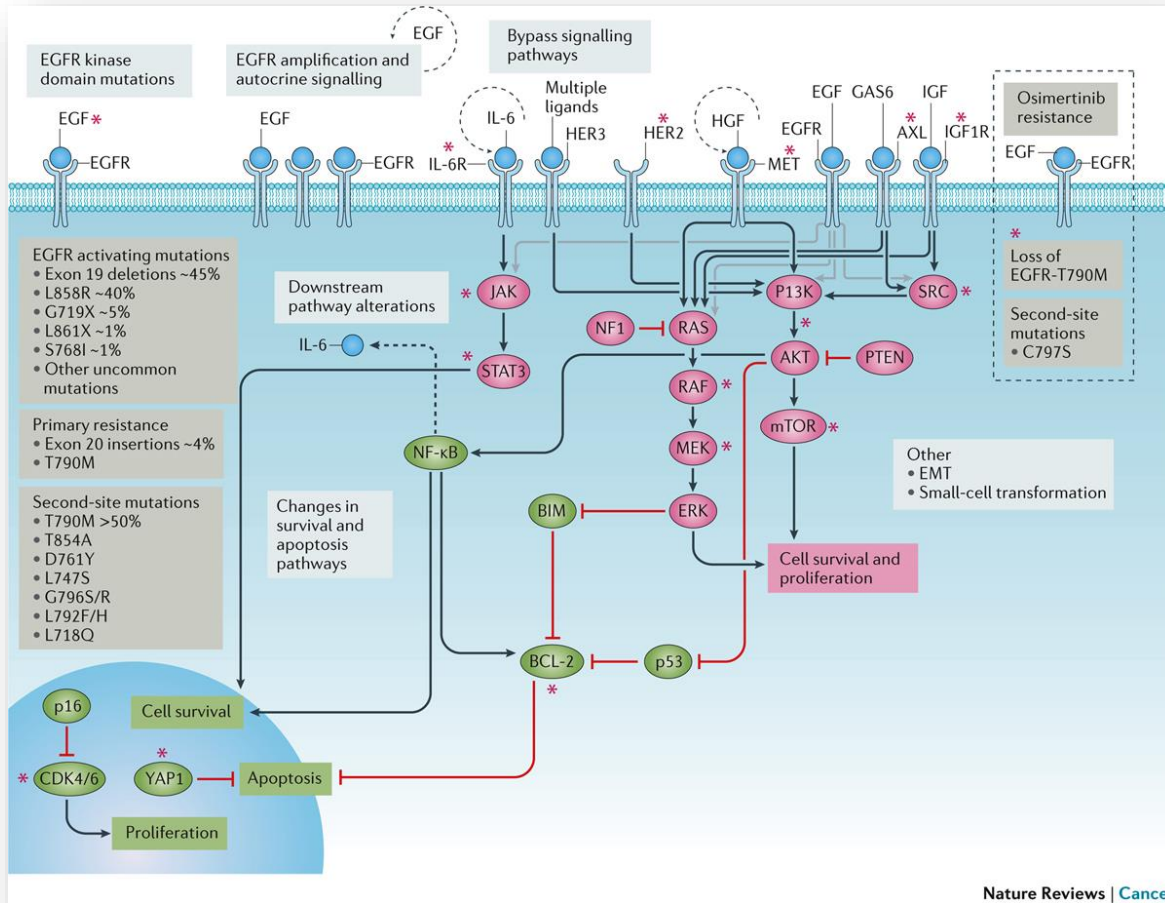 EGFR kinase
domain mutations
EGFR amplification and
autocrine signalling
EGF
Bypass signalling
pathways
EGF *
EGFR
EGF
EGFR
IL-6
* IL-6R
Multiple
ligands
HER3
*
HER2
HGF
*
MET
EGF
EGFR
GAS6
*
AXL
IGF
*
IGF1R
Osimertinib
resistance
EGF
EGFR
*
Loss of
EGFR-T790M
Second-site
mutations
• C797S
EGFR activating mutations
• Exon 19 deletions ~45%
• L858R ~40%
• G719X ~5%
• L861X ~1%
• S768I ~1%
• Other uncommon
mutations
Primary resistance
• Exon 20 insertions ~4%
• T790M
Second-site mutations
• T790M >50%
• T854A
• D761Y
• L747S
• G796S/R
• L792F/H
• L718Q
Downstream
pathway alterations
IL-6
* JAK
* STAT3
NF1
RAS
P13K
*
SRC *
AKT
PTEN
RAF *
mTOR *
MEK *
NF-κB
BIM
ERK
Other
• EMT
• Small-cell transformation
Changes in
survival and
apoptosis
pathways
Cell survival and
proliferation
BCL-2
*
p53
p16
Cell survival
* CDK4/6
*
YAP1
Apoptosis
Proliferation
Nature Reviews | Cance